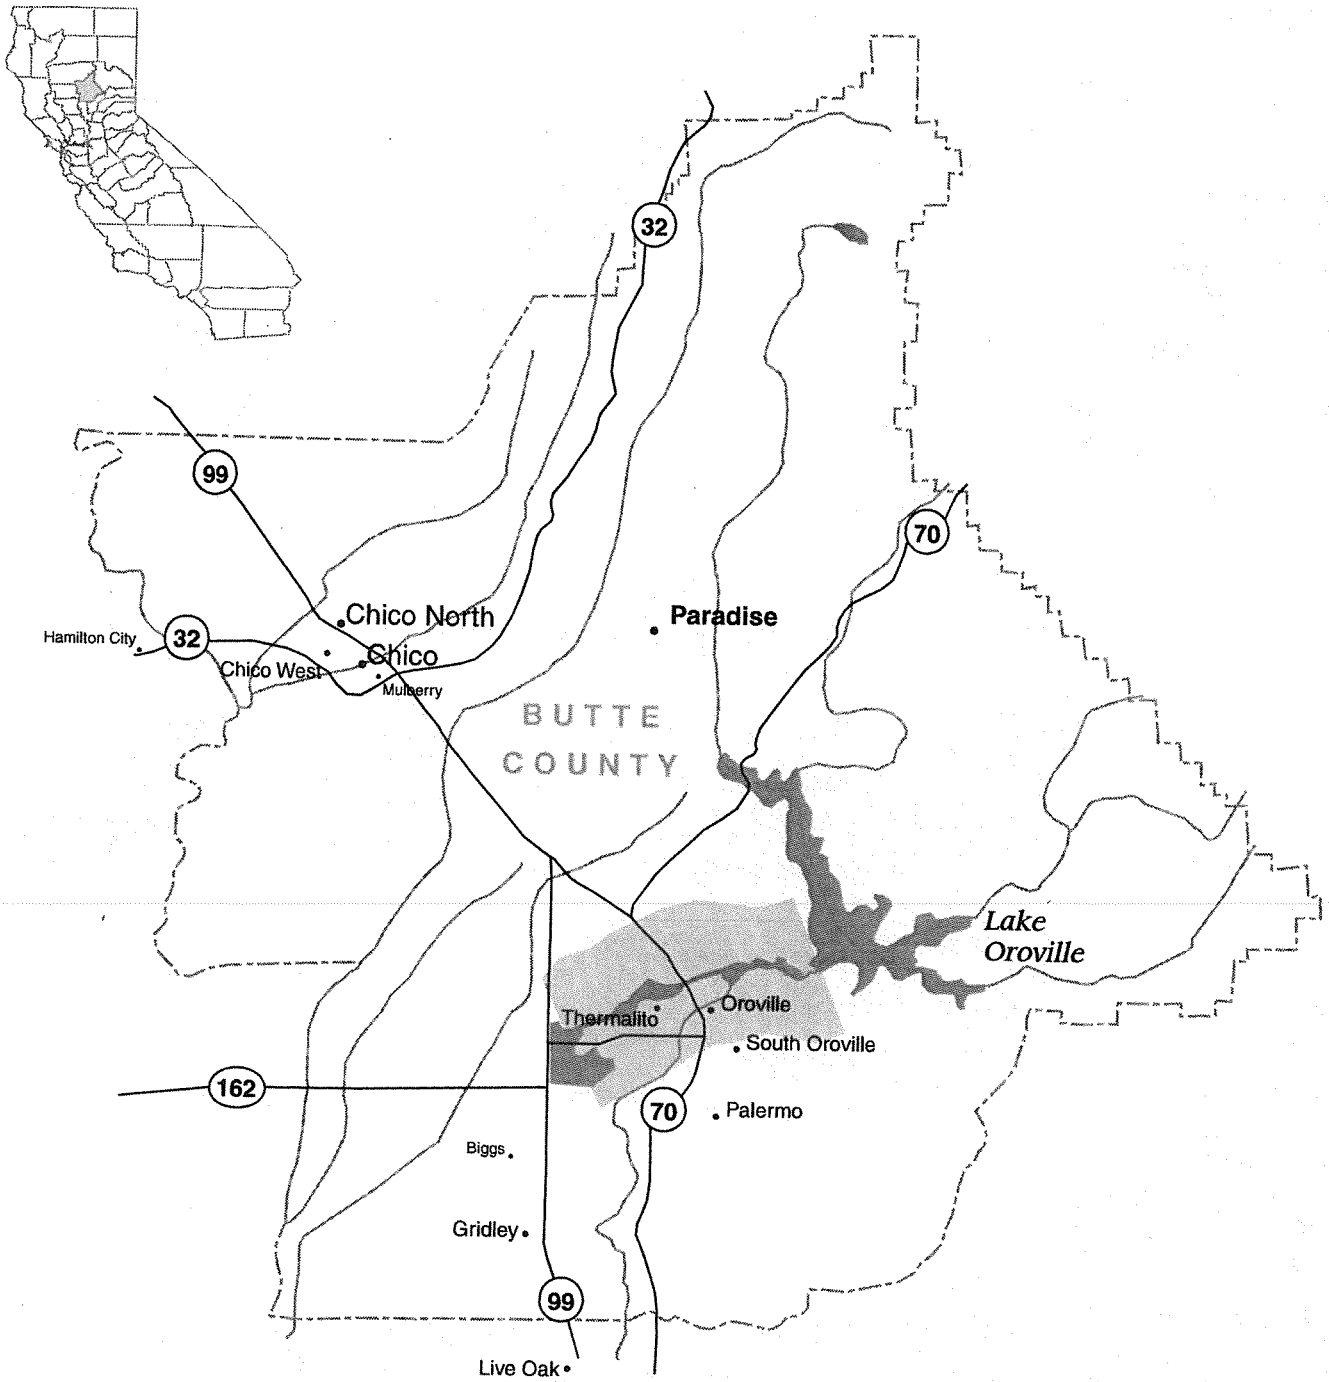 32
99
70
Chico North
Paradise
Hamilton City
32
Chico
Chico West
Mulberry
BUTTE
COUNTY
Lake
Oroville
Thermalito
Oroville
South Oroville
162
70
Palermo
Biggs
Gridley
99
Live Oak